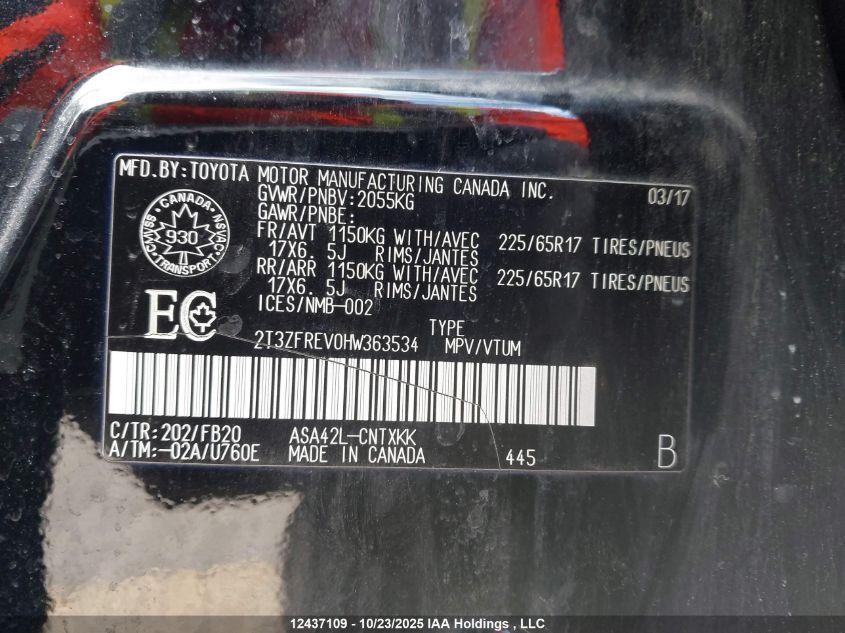 MFD.BY:TOYOTA MOTOR MANUFACTURING CANADA INC.
03/17
GVWR/PNBV:2055KG
GAWR/PNBE:
FR/AVT 1150KG WITH/AVEC 225/65R17 TIRES/PNEUS
17X6. 5J RIMS/JANTES
RR/ARR 1150KG WITH/AVEC 225/65R17 TIRES/PNEUS
17X6. 5J RIMS/JANTES
ICES/NMB-002
CANADA
CMVSS NSVAC
930
TRANSPORT
EC
TYPE
2T3ZFREV0HW363534 MPV/VTUM
C/TR:202/FB20 ASA42L-CNTXKK
A/TM:-02A/U760E MADE IN CANADA 445 B
12437109 - 10/23/2025 IAA Holdings , LLC